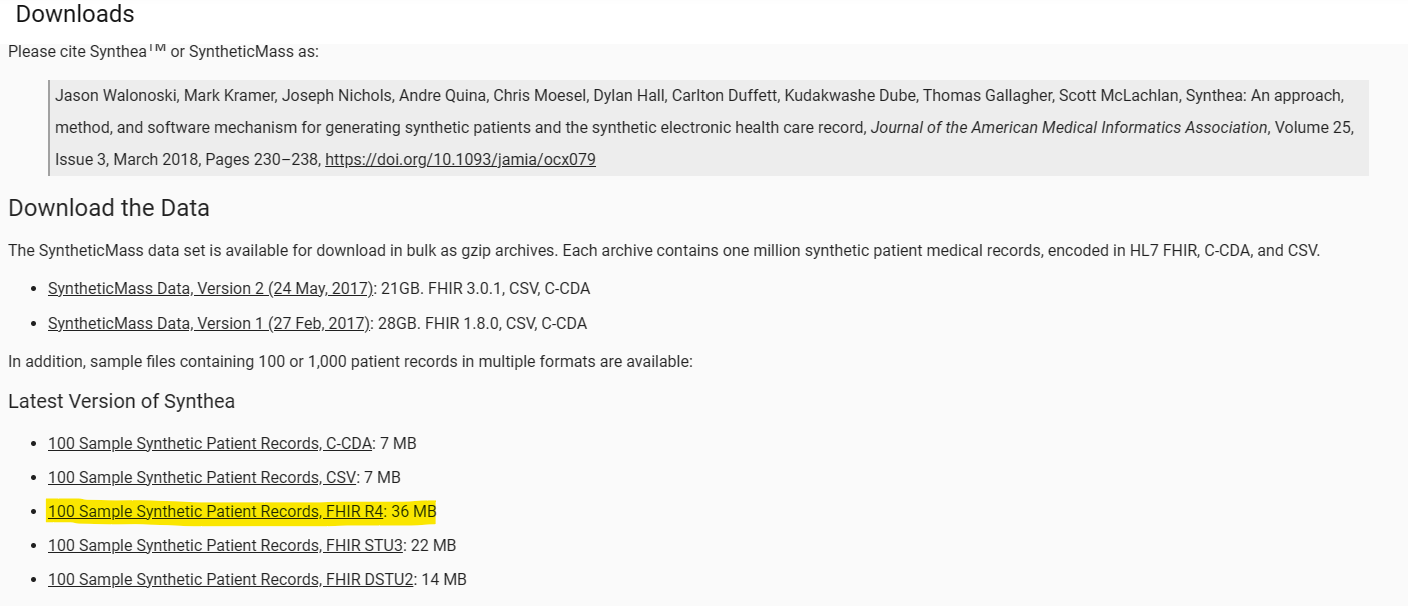 Downloads
Please cite Synthea™ or SyntheticMass as:
Jason Walonoski, Mark Kramer, Joseph Nichols, Andre Quina, Chris Moesel, Dylan Hall, Carlton Duffett, Kudakwashe Dube, Thomas Gallagher, Scott McLachlan, Synthea: An approach,
method, and software mechanism for generating synthetic patients and the synthetic electronic health care record, Journal of the American Medical Informatics Association, Volume 25,
Issue 3, March 2018, Pages 230–238, https://doi.org/10.1093/jamia/ocx079
Download the Data
The SyntheticMass data set is available for download in bulk as gzip archives. Each archive contains one million synthetic patient medical records, encoded in HL7 FHIR, C-CDA, and CSV.
• SyntheticMass Data, Version 2 (24 May, 2017): 21GB. FHIR 3.0.1, CSV, C-CDA
• SyntheticMass Data, Version 1 (27 Feb, 2017): 28GB. FHIR 1.8.0, CSV, C-CDA
In addition, sample files containing 100 or 1,000 patient records in multiple formats are available:
Latest Version of Synthea
• 100 Sample Synthetic Patient Records, C-CDA: 7 MB
• 100 Sample Synthetic Patient Records, CSV: 7 MB
• 100 Sample Synthetic Patient Records, FHIR R4: 36 MB
• 100 Sample Synthetic Patient Records, FHIR STU3: 22 MB
• 100 Sample Synthetic Patient Records, FHIR DSTU2: 14 MB